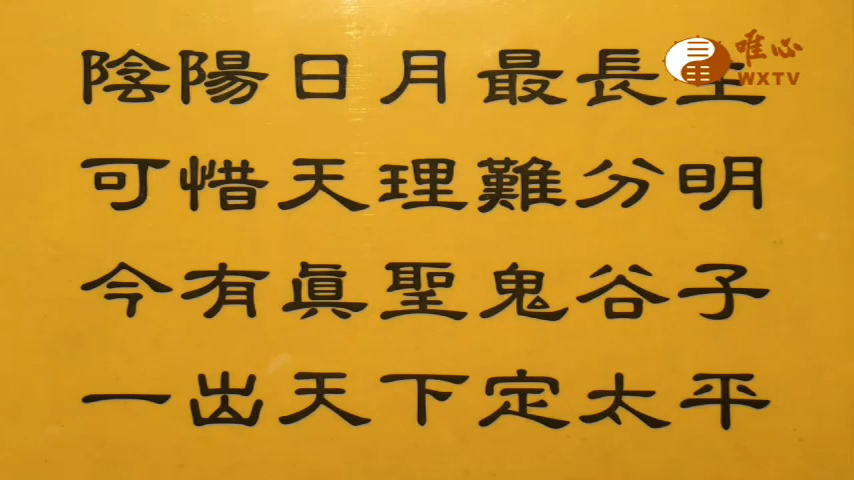 陰陽日月最長生
可惜天理難分明
今有眞聖鬼谷子
一出天下定太平
唯心
WXTV